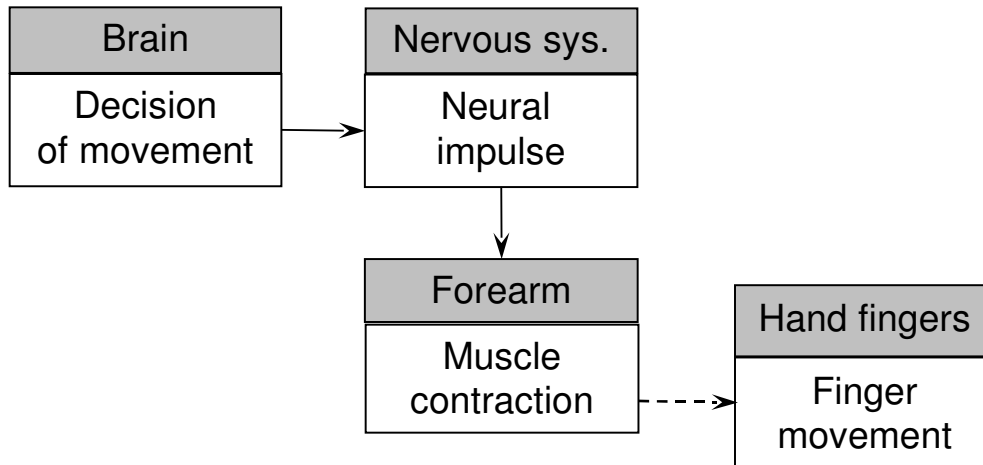 Brain
Decision
of movement
Nervous sys.
Neural
impulse
Forearm
Muscle
contraction
Hand fingers
Finger
movement